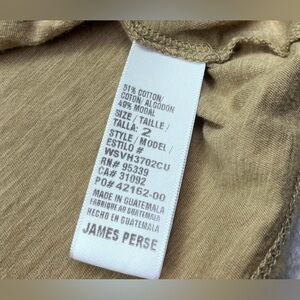 51% COTTON/
COTON/ ALGODON
49% MODAL
SIZE / TAILLE /
TALLA: 2
STYLE / MODEL /
ESTILO #
WSVH3702CU
RN# 95339
CA# 31092
PO# 42162-00
MADE IN GUATEMALA
FABRIQUE AU GUATEMALA
HECHO EN GUATEMALA
JAMES PERSE